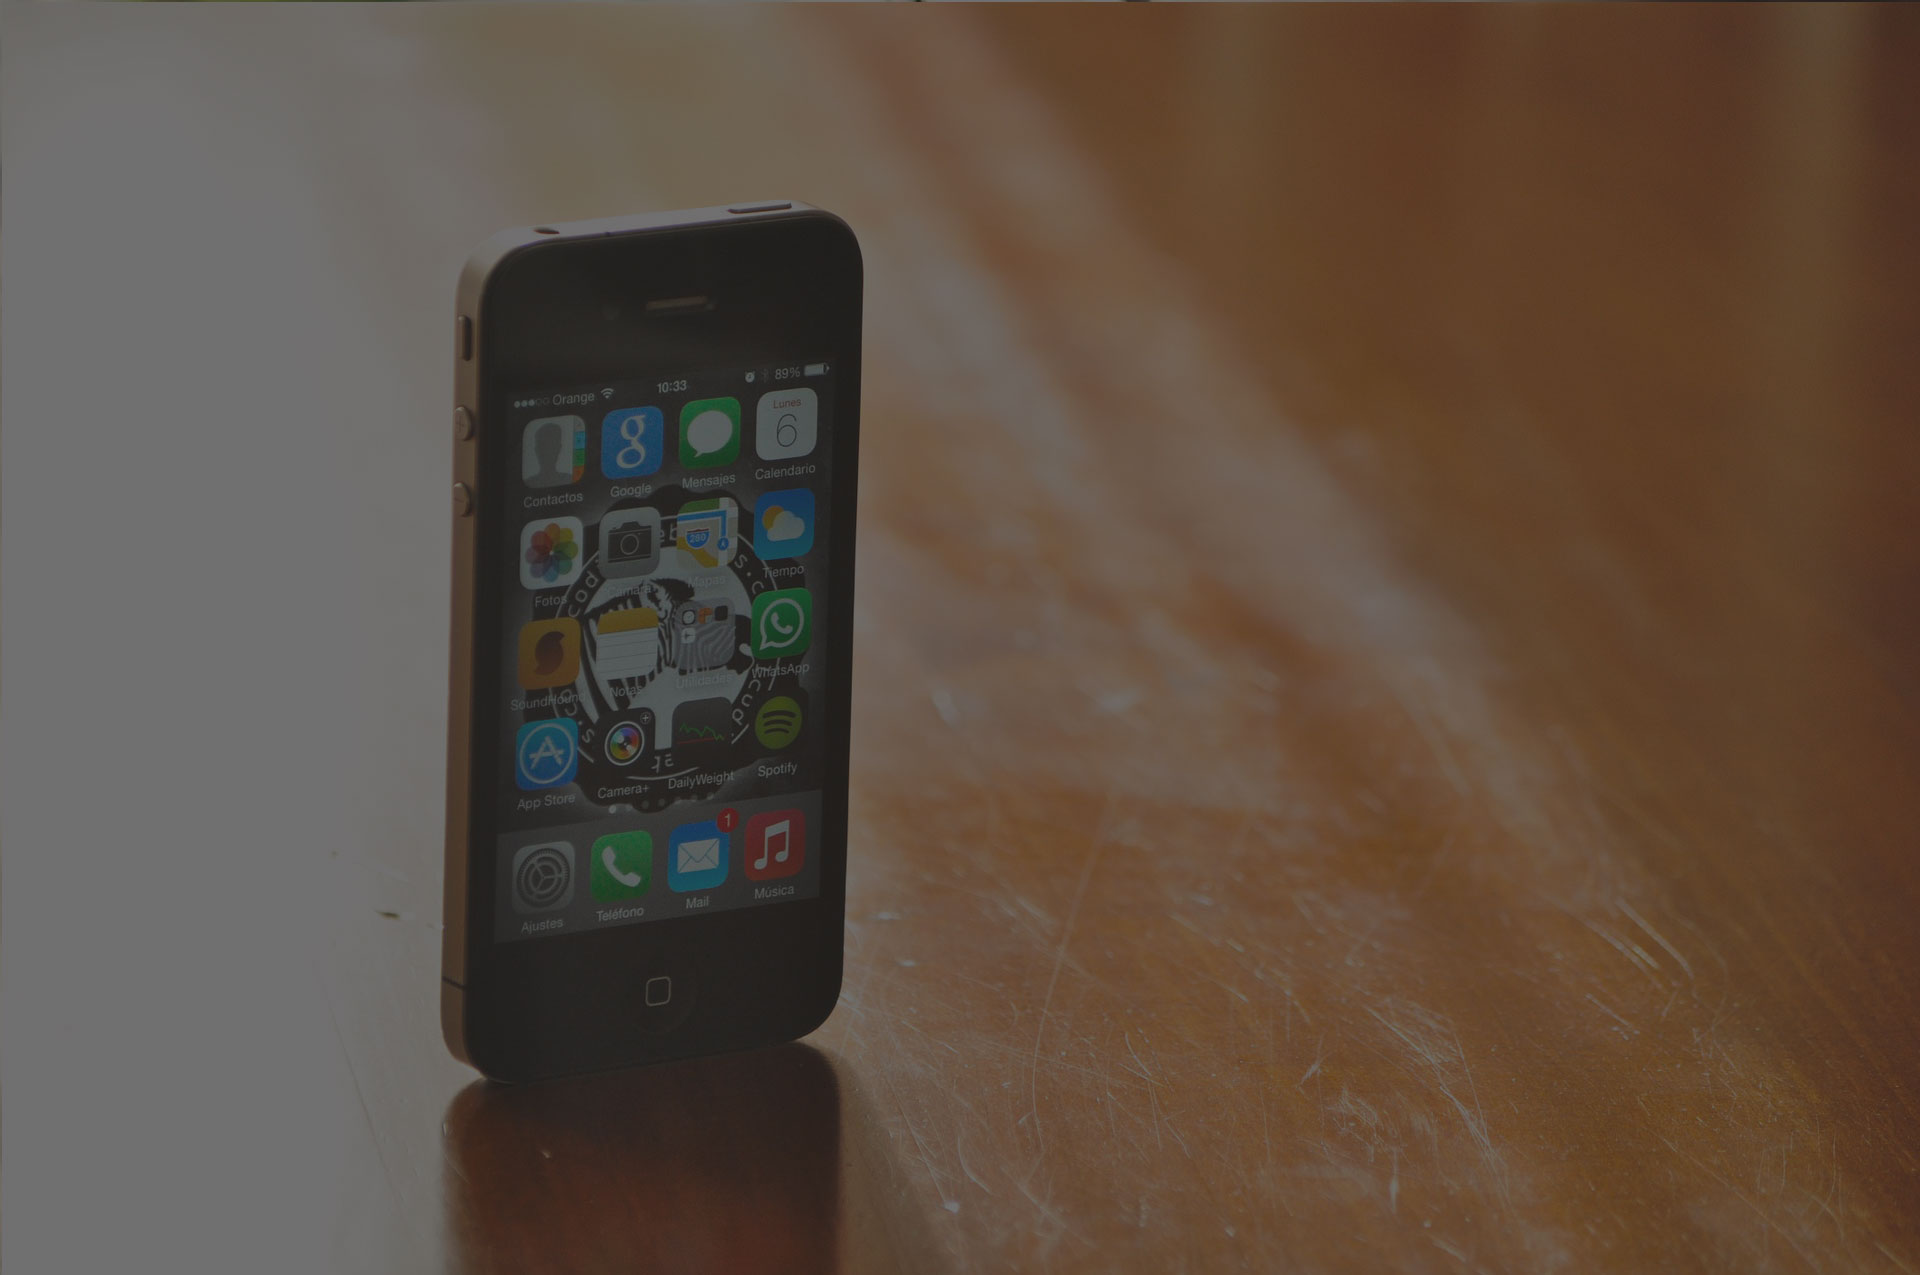 Orange 10:33 89%
Lunes
6
Contactos Google Mensajes Calendario
280
Fotos Cámara Mapas Tiempo
SoundHound Notas Utilidades WhatsApp
App Store Camera+ DailyWeight Spotify
1
Ajustes Teléfono Mail Música